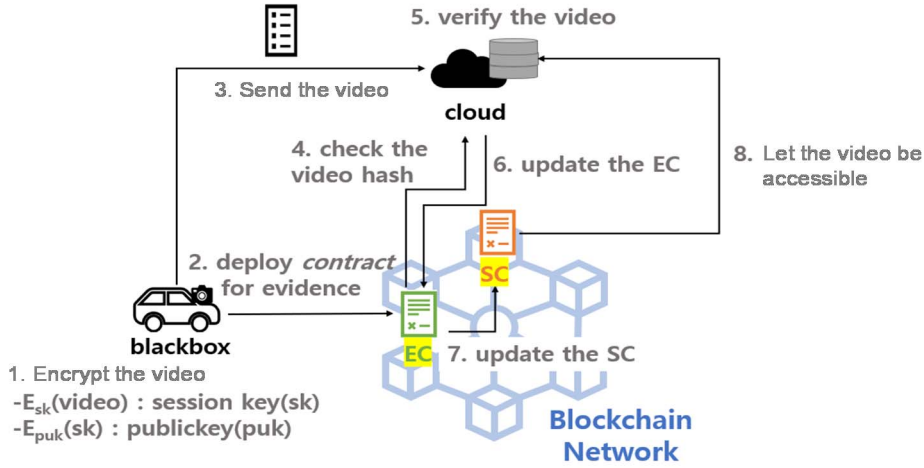 5. verify the video
3. Send the video
cloud
4. check the
video hash
6. update the EC
8. Let the video be
accessible
2. deploy contract
for evidence
SC
blackbox
EC
7. update the SC
1. Encrypt the video
-Esk(video) : session key(sk)
-Epuk(sk) : publickey(puk)
Blockchain
Network